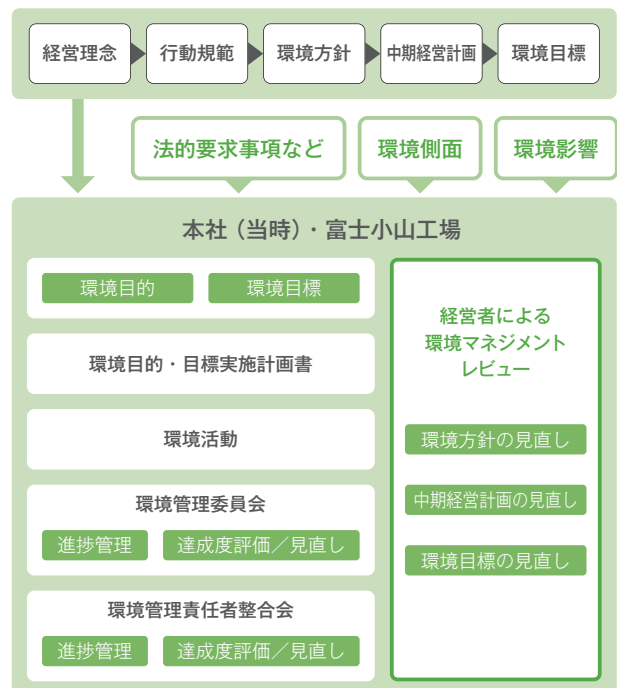 経営理念
行動規範
環境方針
中期経営計画
環境目標
法的要求事項など
環境側面
環境影響
本社（当時）・富士小山工場
環境目的
環境目標
環境目的・目標実施計画書
環境活動
環境管理委員会
進捗管理
達成度評価／見直し
環境管理責任者整合会
進捗管理
達成度評価／見直し
経営者による
環境マネジメント
レビュー
環境方針の見直し
中期経営計画の見直し
環境目標の見直し